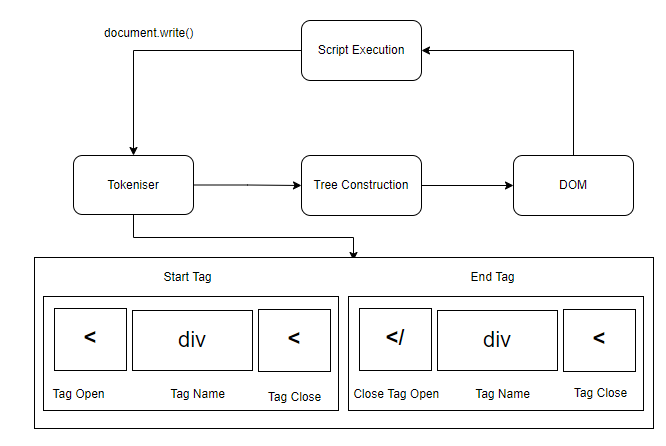 document.write()
Script Execution
Tokeniser
Tree Construction
DOM
Start Tag
End Tag
<
div
<
</
div
<
Tag Open
Tag Name
Tag Close
Close Tag Open
Tag Name
Tag Close